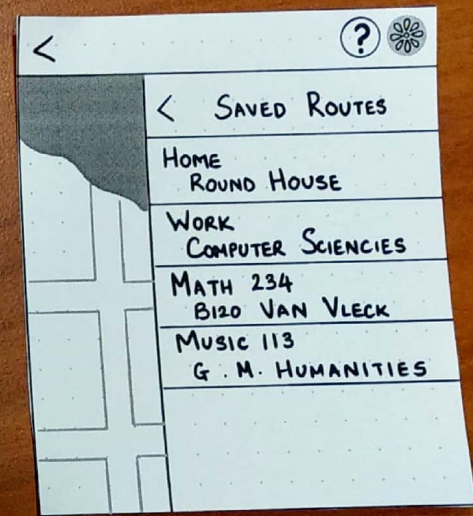 <
?
< SAVED ROUTES
HOME
ROUND HOUSE
WORK
COMPUTER SCIENCIES
MATH 234
B120 VAN VLECK
MUSIC 113
G. M. HUMANITIES